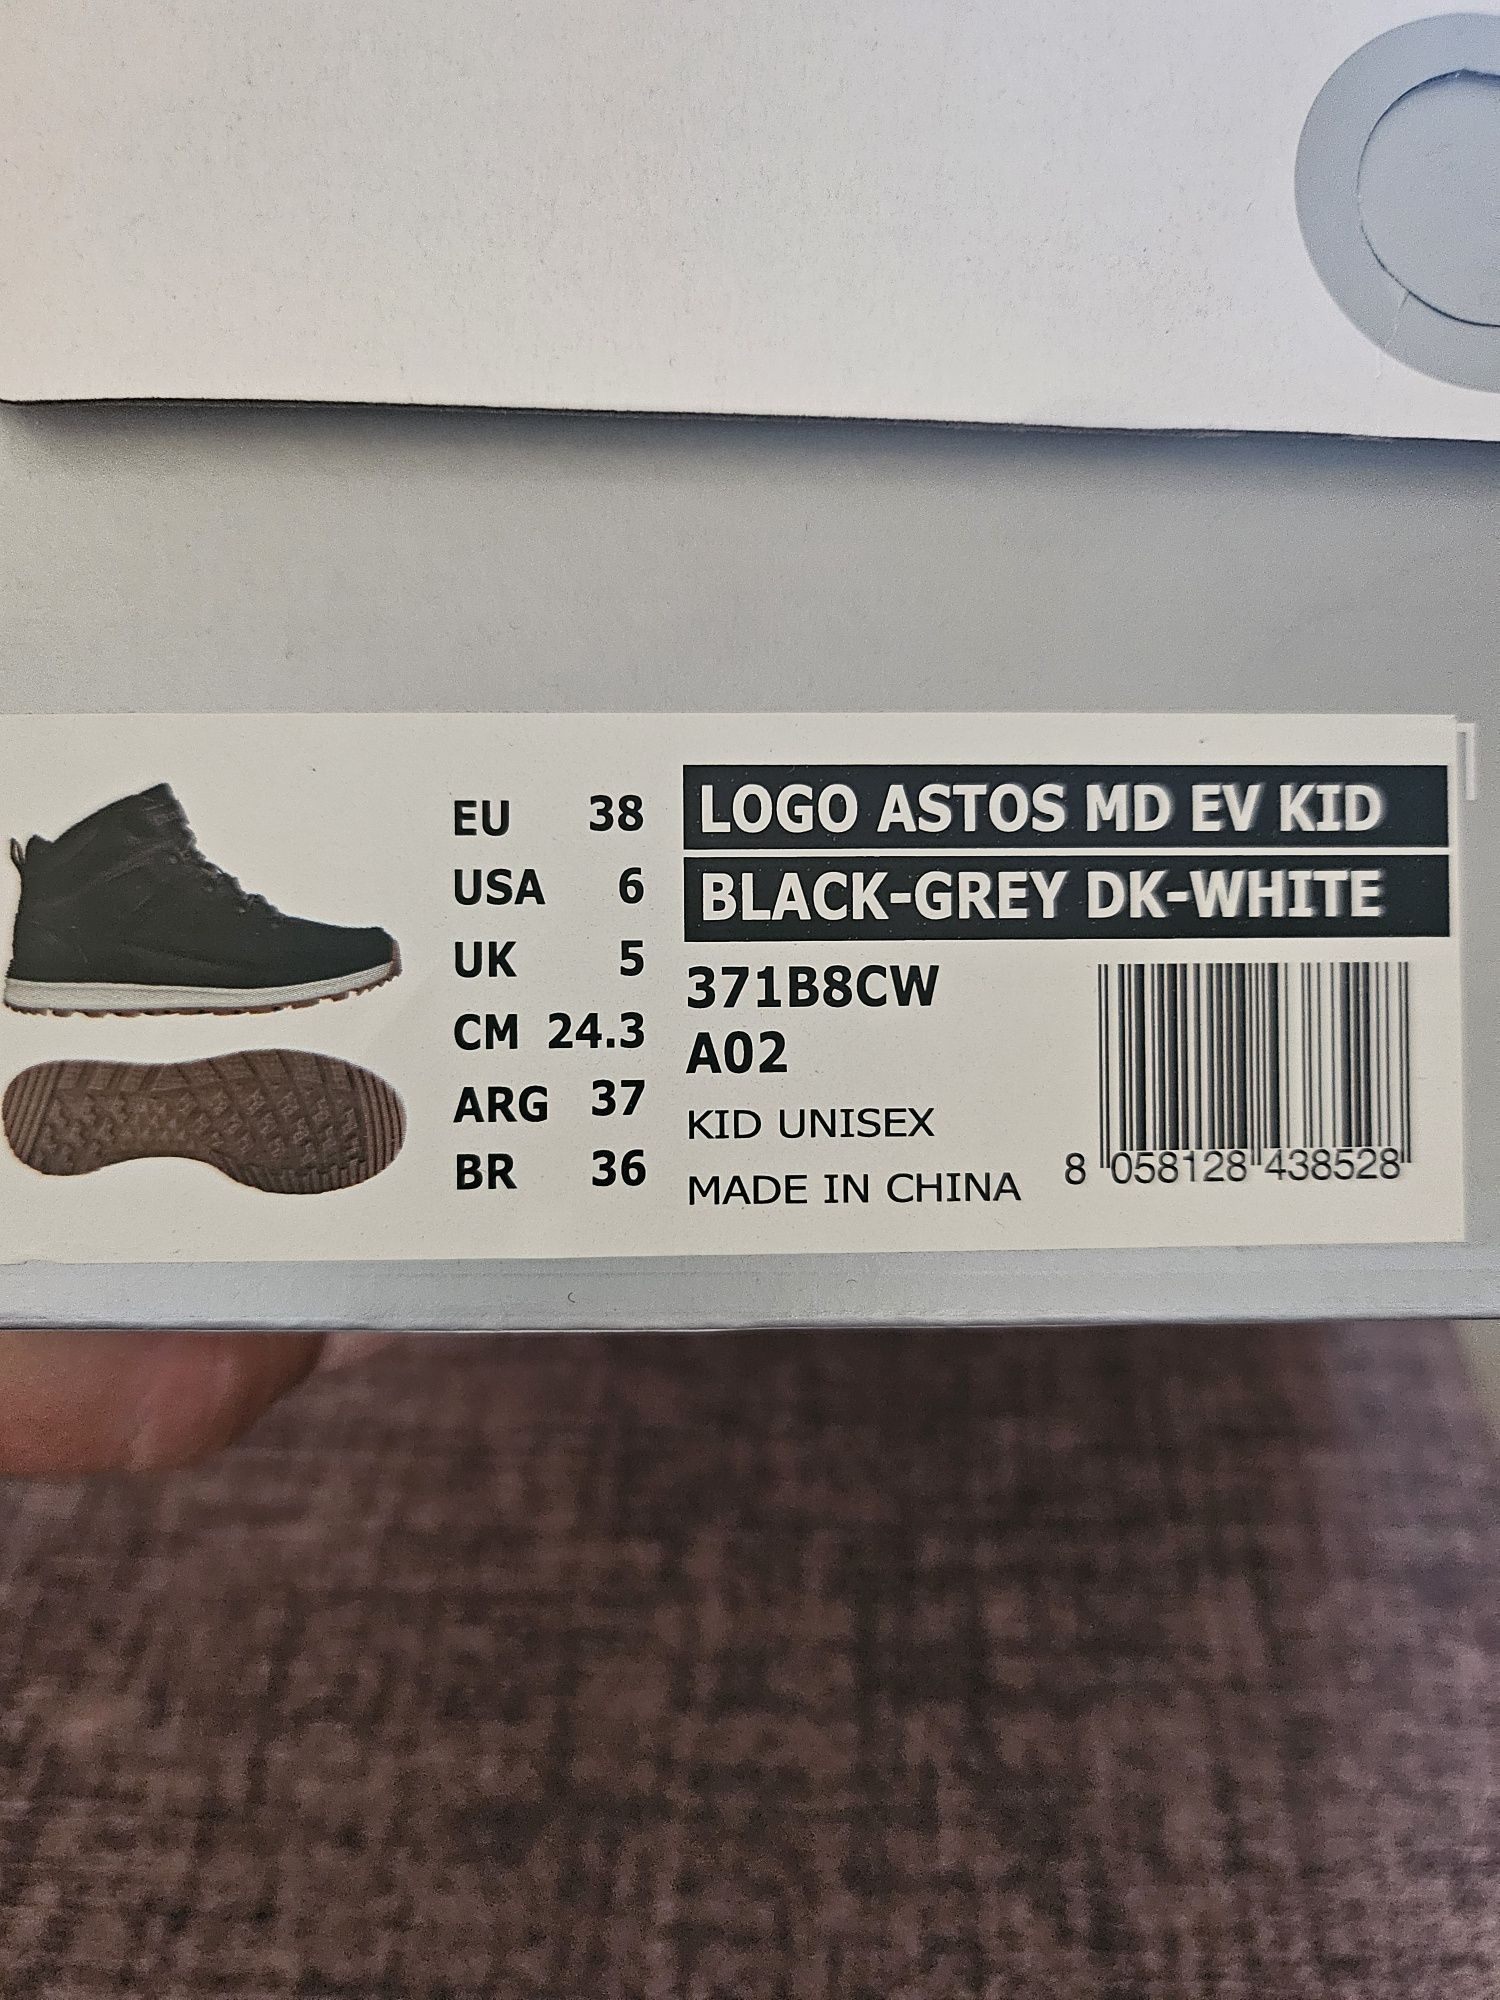 EU 38
USA 6
UK 5
CM 24.3
ARG 37
BR 36
LOGO ASTOS MD EV KID
BLACK-GREY DK-WHITE
371B8CW
A02
KID UNISEX
MADE IN CHINA
8 058128 438528